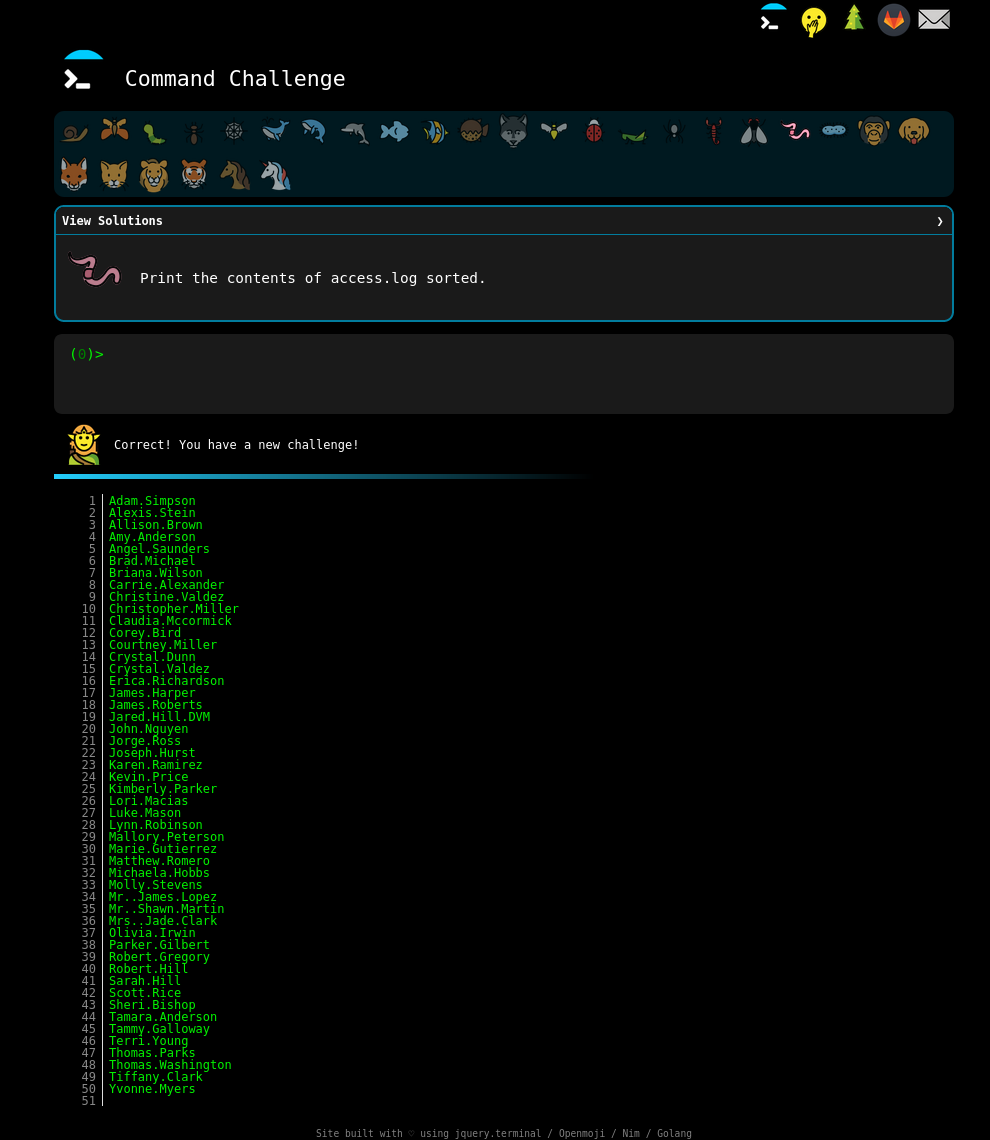 Command Challenge
View Solutions ❯
Print the contents of access.log sorted.
(0)>
Correct! You have a new challenge!
1 Adam.Simpson
2 Alexis.Stein
3 Allison.Brown
4 Amy.Anderson
5 Angel.Saunders
6 Brad.Michael
7 Briana.Wilson
8 Carrie.Alexander
9 Christine.Valdez
10 Christopher.Miller
11 Claudia.Mccormick
12 Corey.Bird
13 Courtney.Miller
14 Crystal.Dunn
15 Crystal.Valdez
16 Erica.Richardson
17 James.Harper
18 James.Roberts
19 Jared.Hill.DVM
20 John.Nguyen
21 Jorge.Ross
22 Joseph.Hurst
23 Karen.Ramirez
24 Kevin.Price
25 Kimberly.Parker
26 Lori.Macias
27 Luke.Mason
28 Lynn.Robinson
29 Mallory.Peterson
30 Marie.Gutierrez
31 Matthew.Romero
32 Michaela.Hobbs
33 Molly.Stevens
34 Mr..James.Lopez
35 Mr..Shawn.Martin
36 Mrs..Jade.Clark
37 Olivia.Irwin
38 Parker.Gilbert
39 Robert.Gregory
40 Robert.Hill
41 Sarah.Hill
42 Scott.Rice
43 Sheri.Bishop
44 Tamara.Anderson
45 Tammy.Galloway
46 Terri.Young
47 Thomas.Parks
48 Thomas.Washington
49 Tiffany.Clark
50 Yvonne.Myers
51
Site built with ♡ using jquery.terminal / Openmoji / Nim / Golang